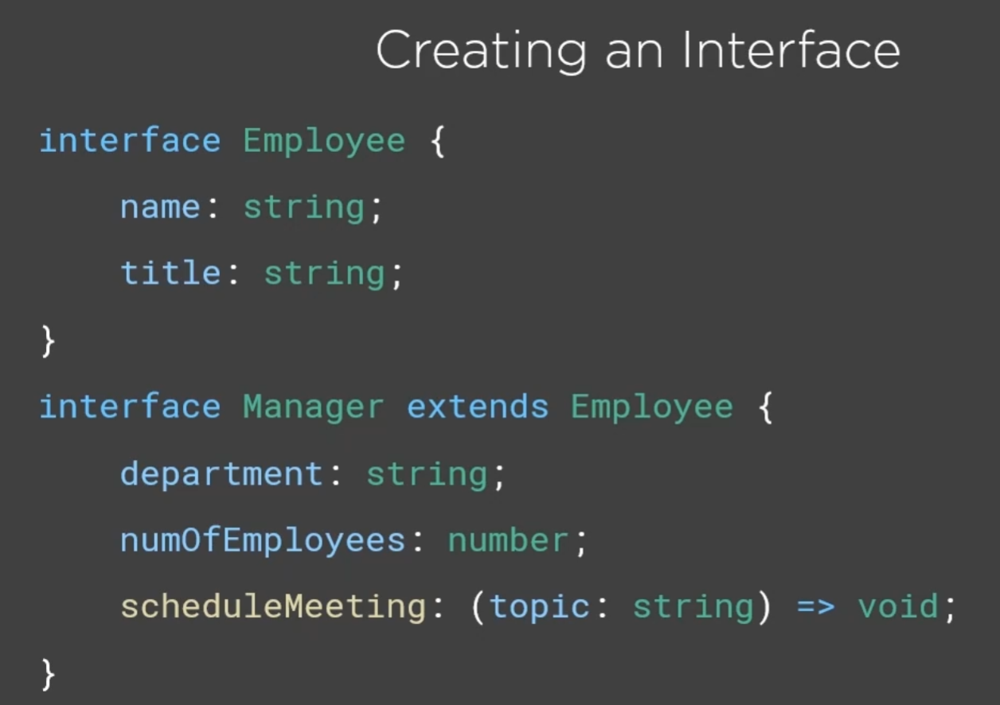 Creating an Interface
interface Employee {
name: string;
title: string;
}
interface Manager extends Employee {
department: string;
numOfEmployees: number;
scheduleMeeting: (topic: string) => void;
}